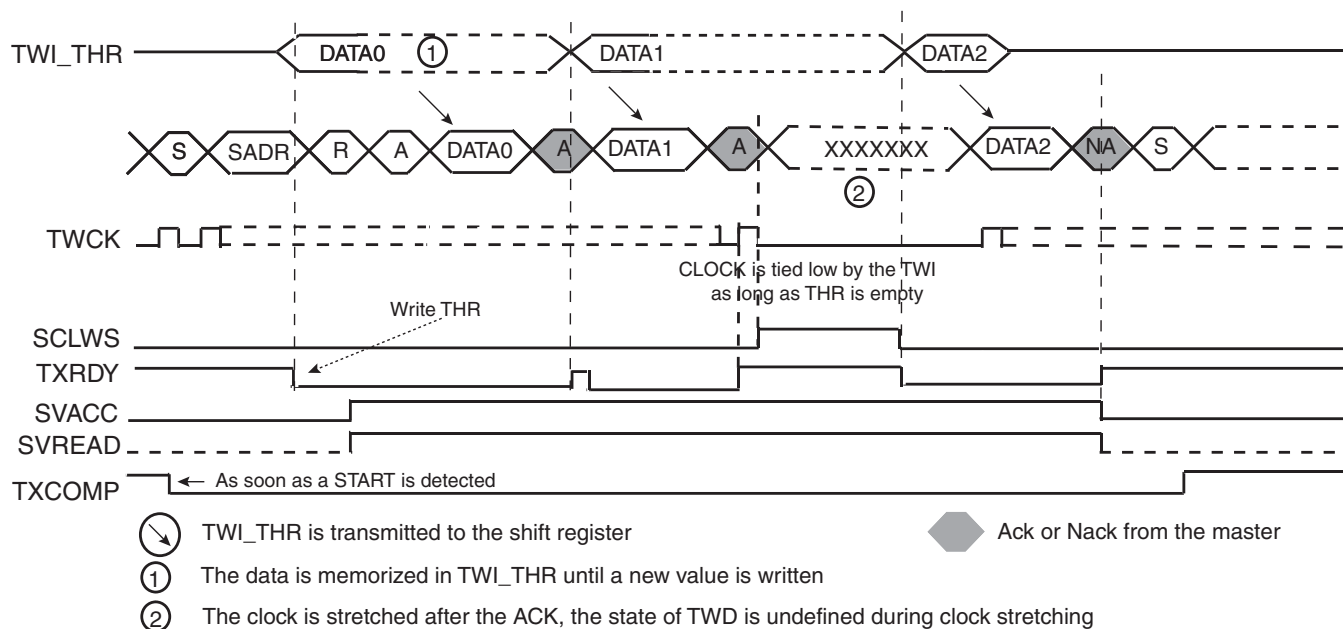 TWI_THR DATA0 1 DATA1 DATA2
S SADR R A DATA0 A DATA1 A XXXXXXX DATA2 NA S
2
TWCK
CLOCK is tied low by the TWI
as long as THR is empty
Write THR
SCLWS
TXRDY
SVACC
SVREAD
TXCOMP As soon as a START is detected
TWI_THR is transmitted to the shift register
Ack or Nack from the master
1 The data is memorized in TWI_THR until a new value is written
2 The clock is stretched after the ACK, the state of TWD is undefined during clock stretching